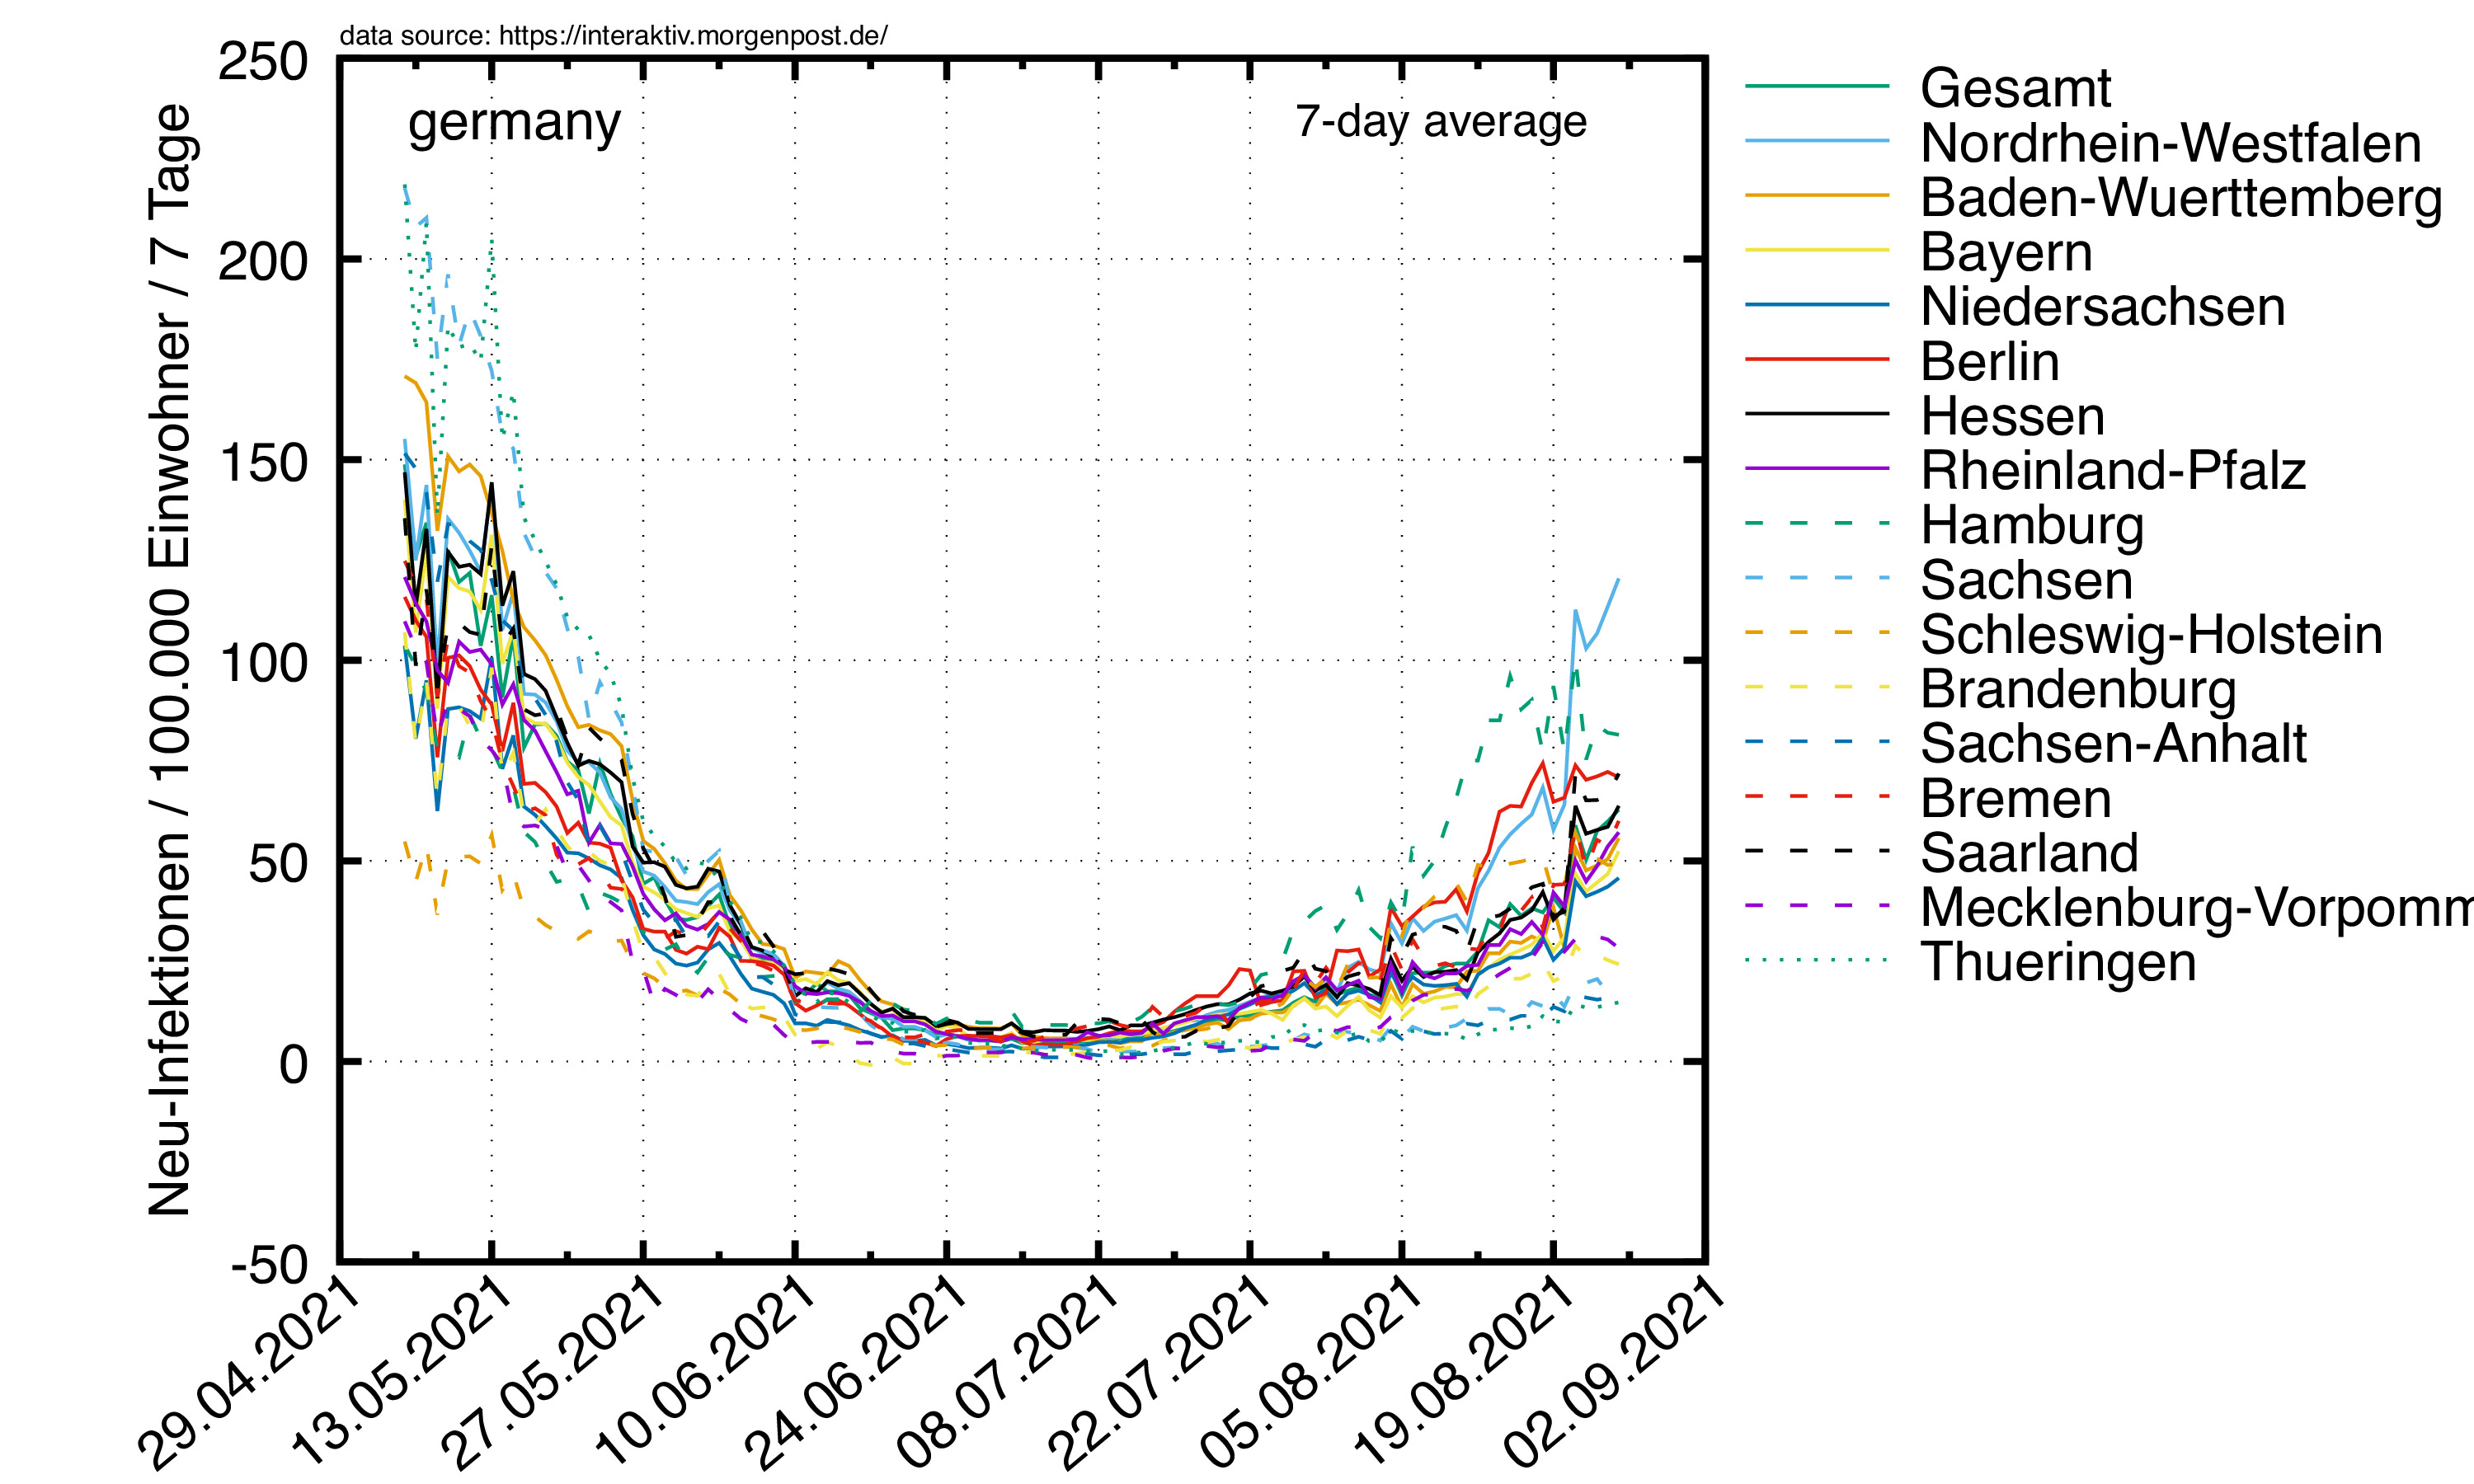 data source: https://interaktiv.morgenpost.de/
germany
7-day average
Neu-Infektionen / 100.000 Einwohner / 7 Tage
250
200
150
100
50
0
-50
29.04.2021
13.05.2021
27.05.2021
10.06.2021
24.06.2021
08.07.2021
22.07.2021
05.08.2021
19.08.2021
02.09.2021
Gesamt
Nordrhein-Westfalen
Baden-Wuerttemberg
Bayern
Niedersachsen
Berlin
Hessen
Rheinland-Pfalz
Hamburg
Sachsen
Schleswig-Holstein
Brandenburg
Sachsen-Anhalt
Bremen
Saarland
Mecklenburg-Vorpomm
Thueringen